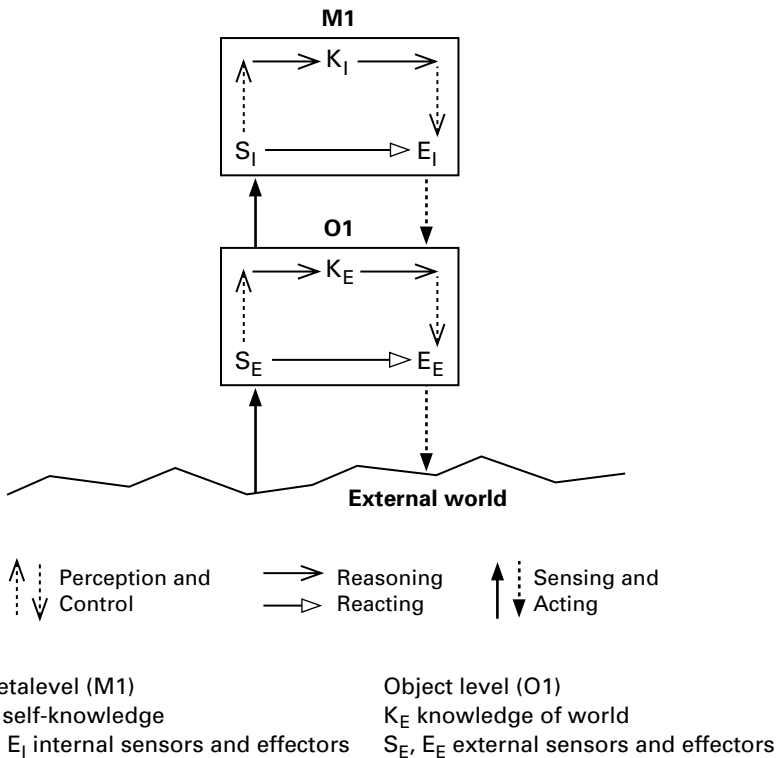 M1
K_I
S_I E_I
O1
K_E
S_E E_E
External world
Perception and Reasoning Sensing and
Control Reacting Acting
etalevel (M1) Object level (O1)
self-knowledge K_E knowledge of world
E_I internal sensors and effectors S_E, E_E external sensors and effectors